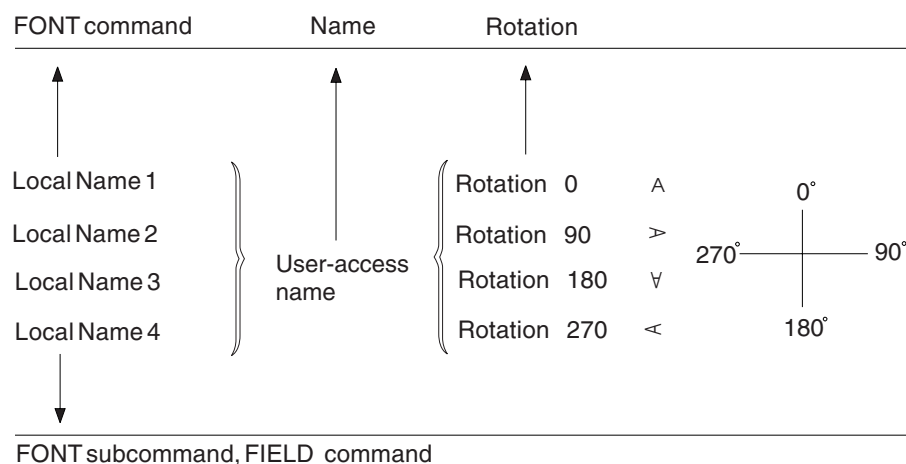 FONT command Name Rotation
Local Name 1 Rotation 0 A
0°
Local Name 2 Rotation 90 A
270° 90°
User-access
name
Local Name 3 Rotation 180 A
Local Name 4 Rotation 270 A
180°
FONT subcommand, FIELD command